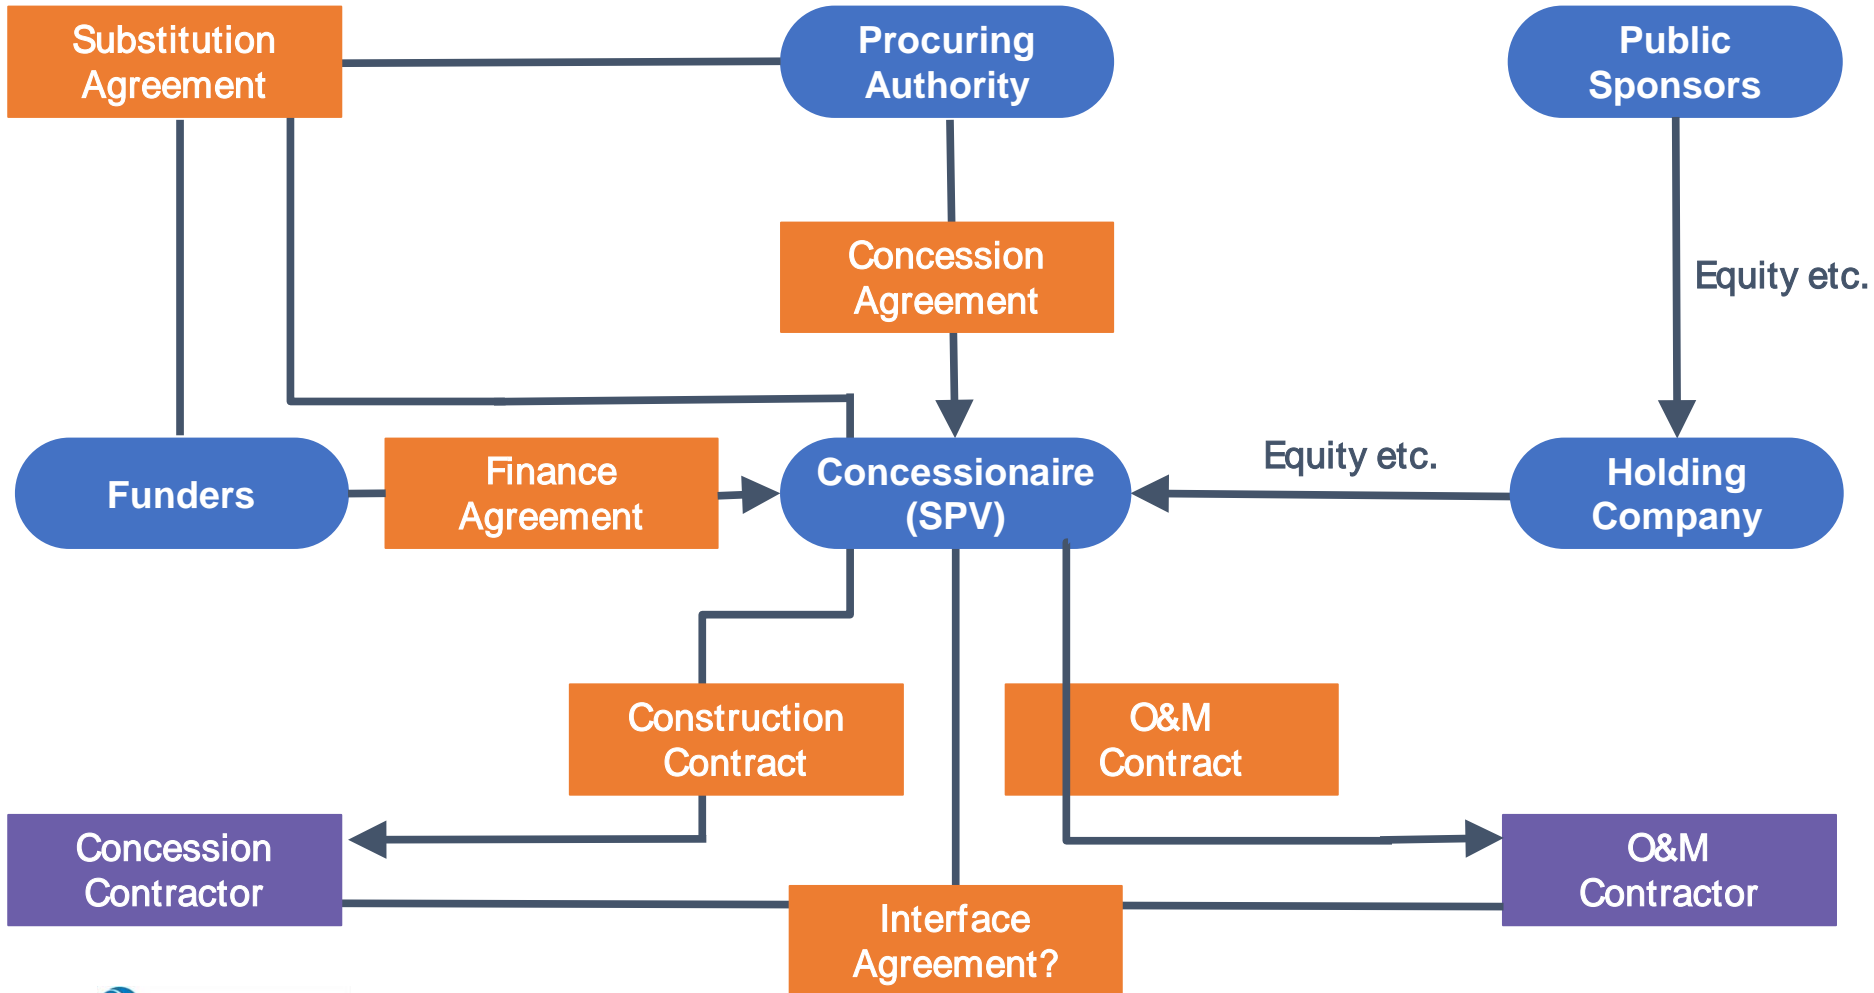 Substitution
Agreement
Procuring
Authority
Public
Sponsors
Concession
Agreement
Equity etc.
Funders
Finance
Agreement
Concessionaire
(SPV)
Equity etc.
Holding
Company
Construction
Contract
O&M
Contract
Concession
Contractor
O&M
Contractor
Interface
Agreement?